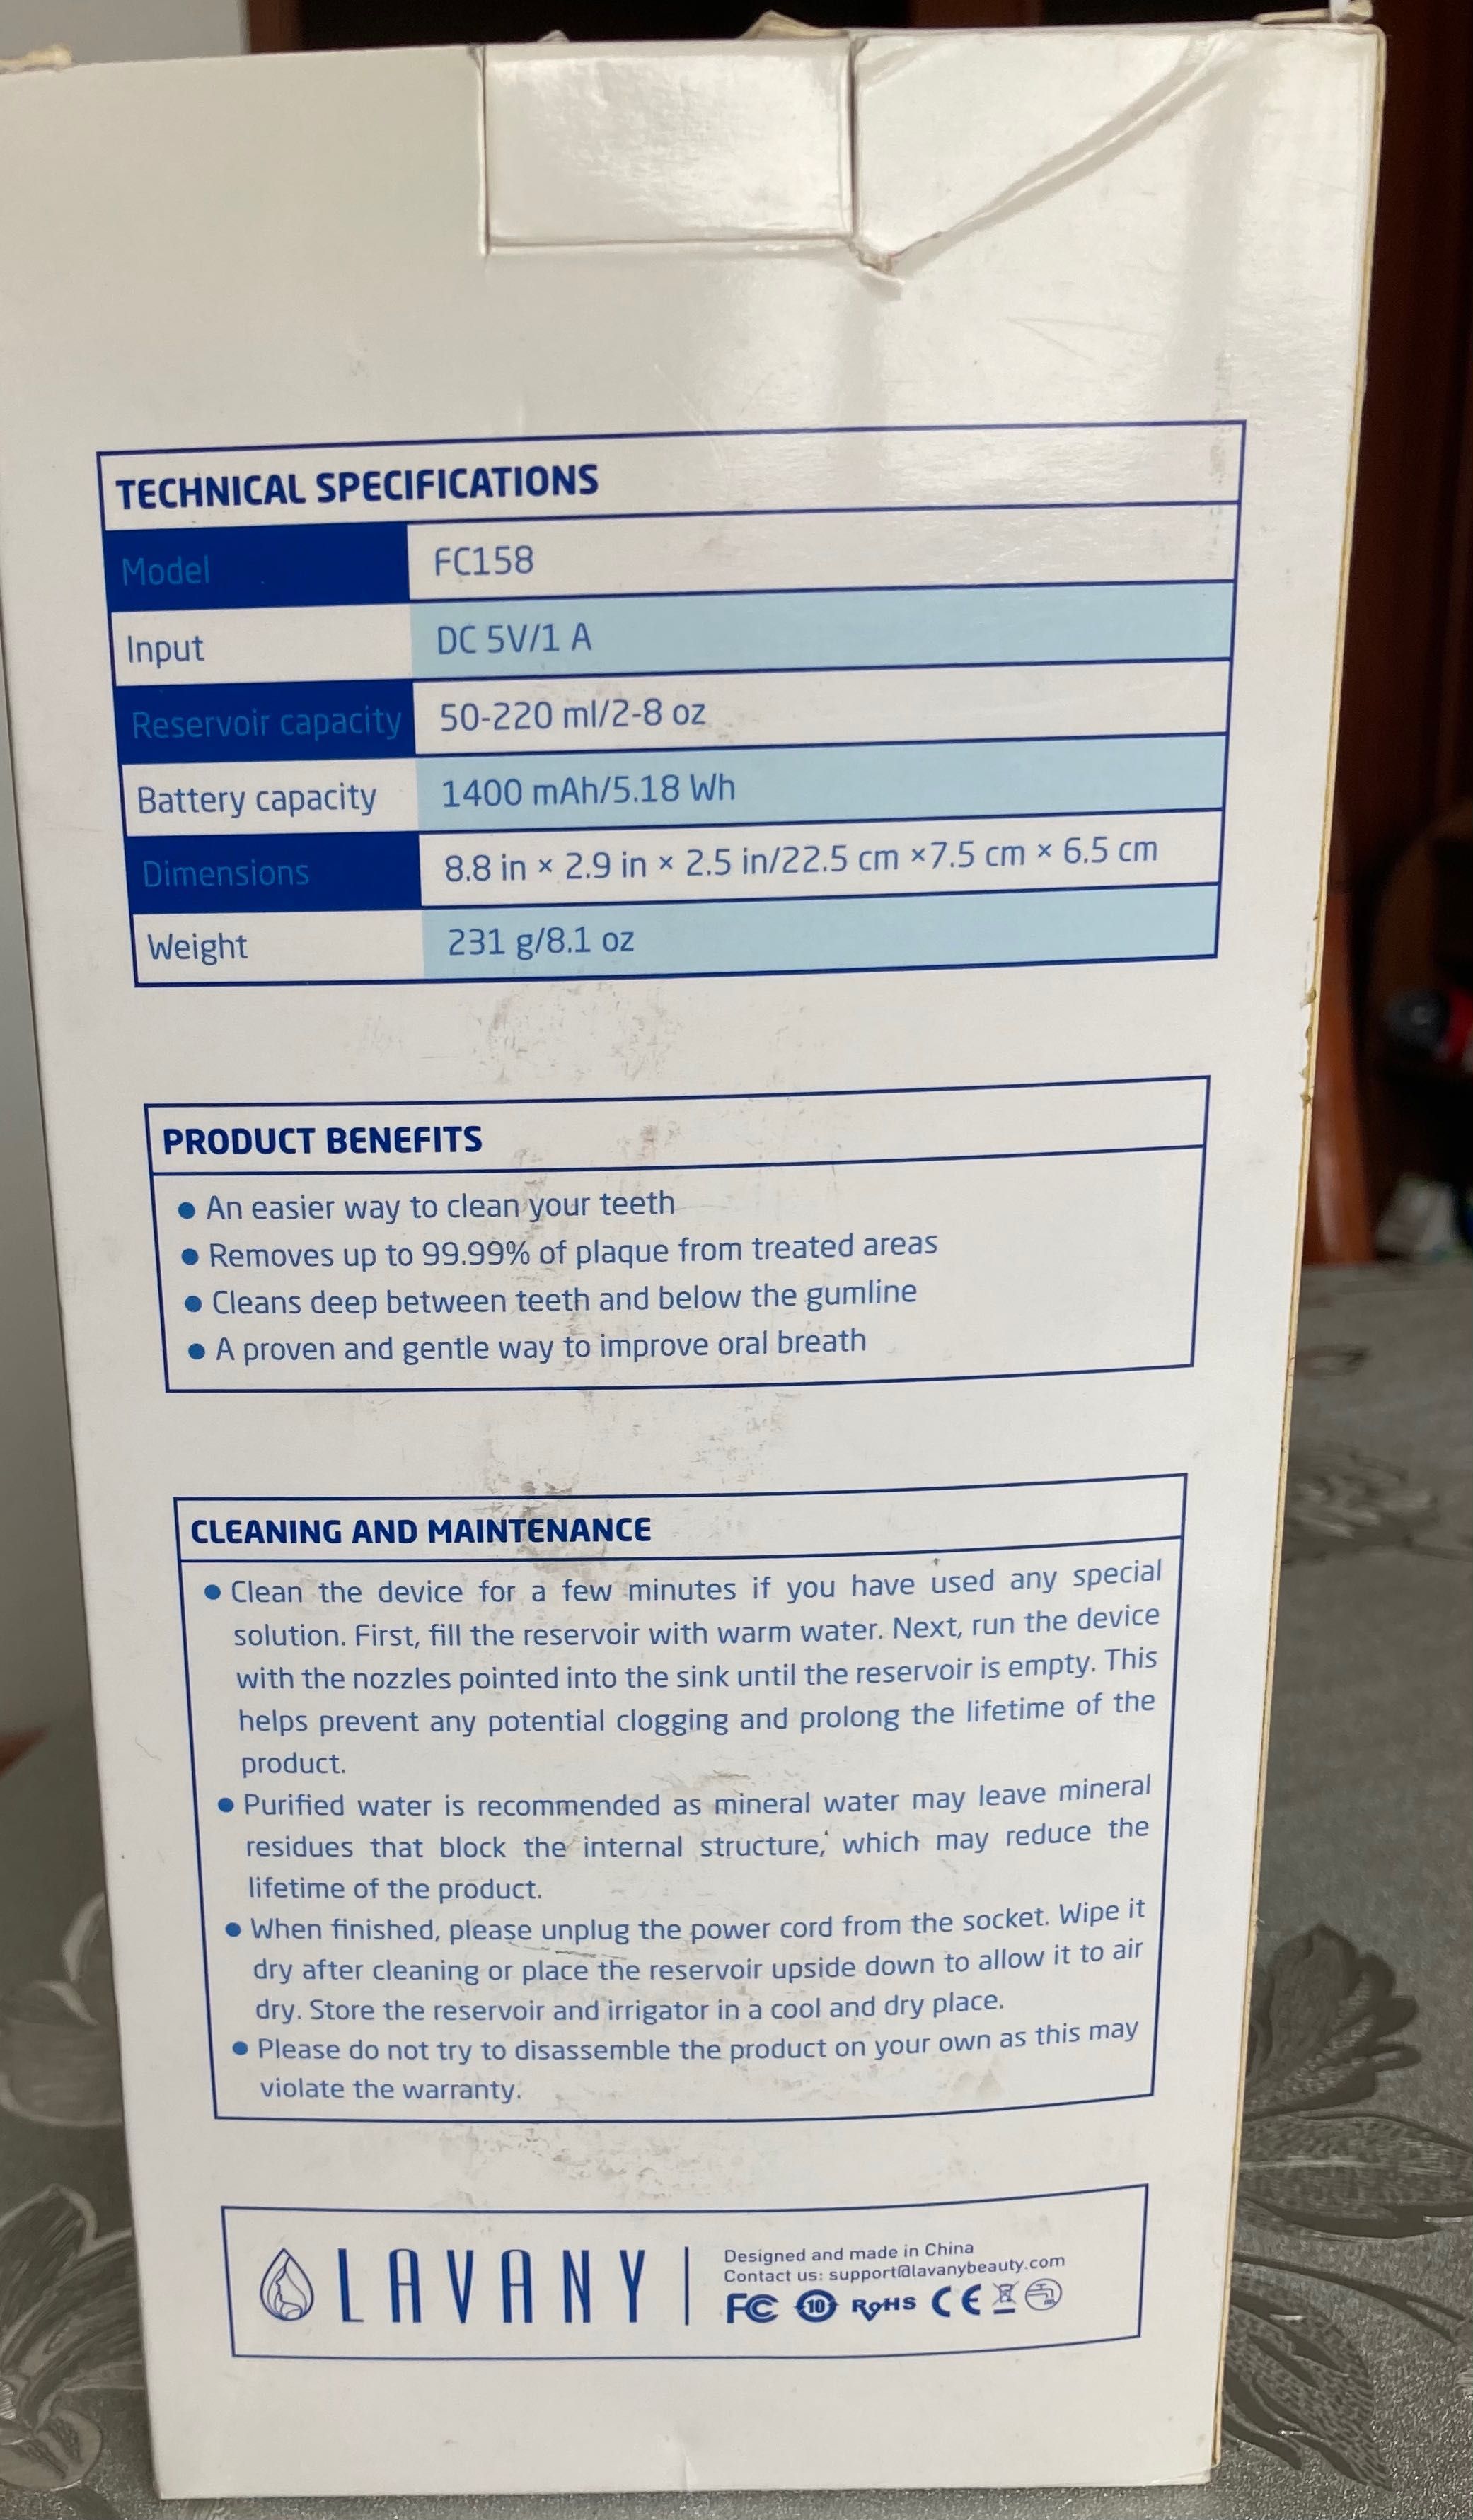 TECHNICAL SPECIFICATIONS
Model FC158
Input DC 5V/1 A
Reservoir capacity 50-220 ml/2-8 oz
Battery capacity 1400 mAh/5.18 Wh
Dimensions 8.8 in × 2.9 in × 2.5 in/22.5 cm ×7.5 cm × 6.5 cm
Weight 231 g/8.1 oz
PRODUCT BENEFITS
● An easier way to clean your teeth
● Removes up to 99.99% of plaque from treated areas
● Cleans deep between teeth and below the gumline
● A proven and gentle way to improve oral breath
CLEANING AND MAINTENANCE
● Clean the device for a few minutes if you have used any special
solution. First, fill the reservoir with warm water. Next, run the device
with the nozzles pointed into the sink until the reservoir is empty. This
helps prevent any potential clogging and prolong the lifetime of the
product.
● Purified water is recommended as mineral water may leave mineral
residues that block the internal structure, which may reduce the
lifetime of the product.
● When finished, please unplug the power cord from the socket. Wipe it
dry after cleaning or place the reservoir upside down to allow it to air
dry. Store the reservoir and irrigator in a cool and dry place.
● Please do not try to disassemble the product on your own as this may
violate the warranty.
LAVANY
Designed and made in China
Contact us: support@lavanybeauty.com
FC 10 RoHS CE